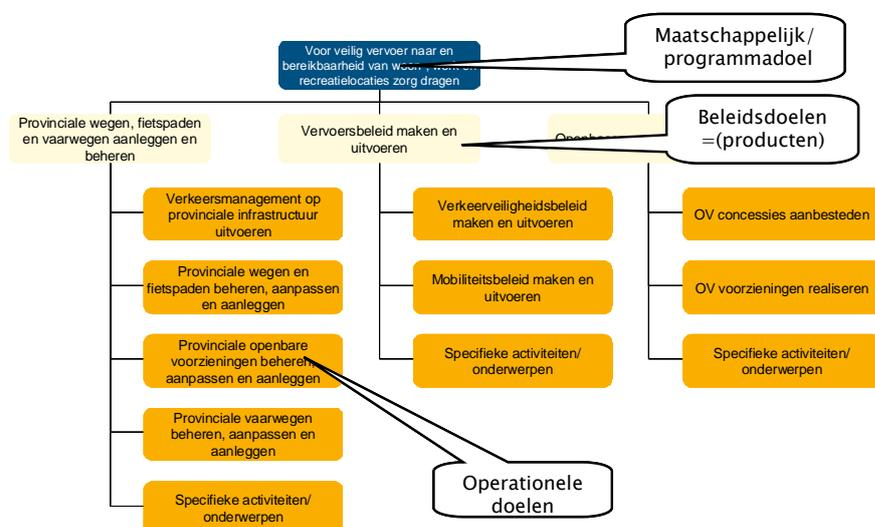 Voor veilig vervoer naar en
bereikbaarheid van woon-, werk en
recreatielocaties zorg dragen
Maatschappelijk/
programmadoel
Provinciale wegen, fietspaden
en vaarwegen aanleggen en
beheren
Vervoersbeleid maken en
uitvoeren
Beleidsdoelen
=(producten)
Verkeersmanagement op
provinciale infrastructuur
uitvoeren
Provinciale wegen en
fietspaden beheren, aanpassen
en aanleggen
Provinciale openbare
voorzieningen beheren,
aanpassen en aanleggen
Provinciale vaarwegen
beheren, aanpassen en
aanleggen
Specifieke activiteiten/
onderwerpen
Verkeerveiligheidsbeleid
maken en uitvoeren
Mobiliteitsbeleid maken en
uitvoeren
Specifieke activiteiten/
onderwerpen
OV concessies aanbesteden
OV voorzieningen realiseren
Specifieke activiteiten/
onderwerpen
Operationele
doelen